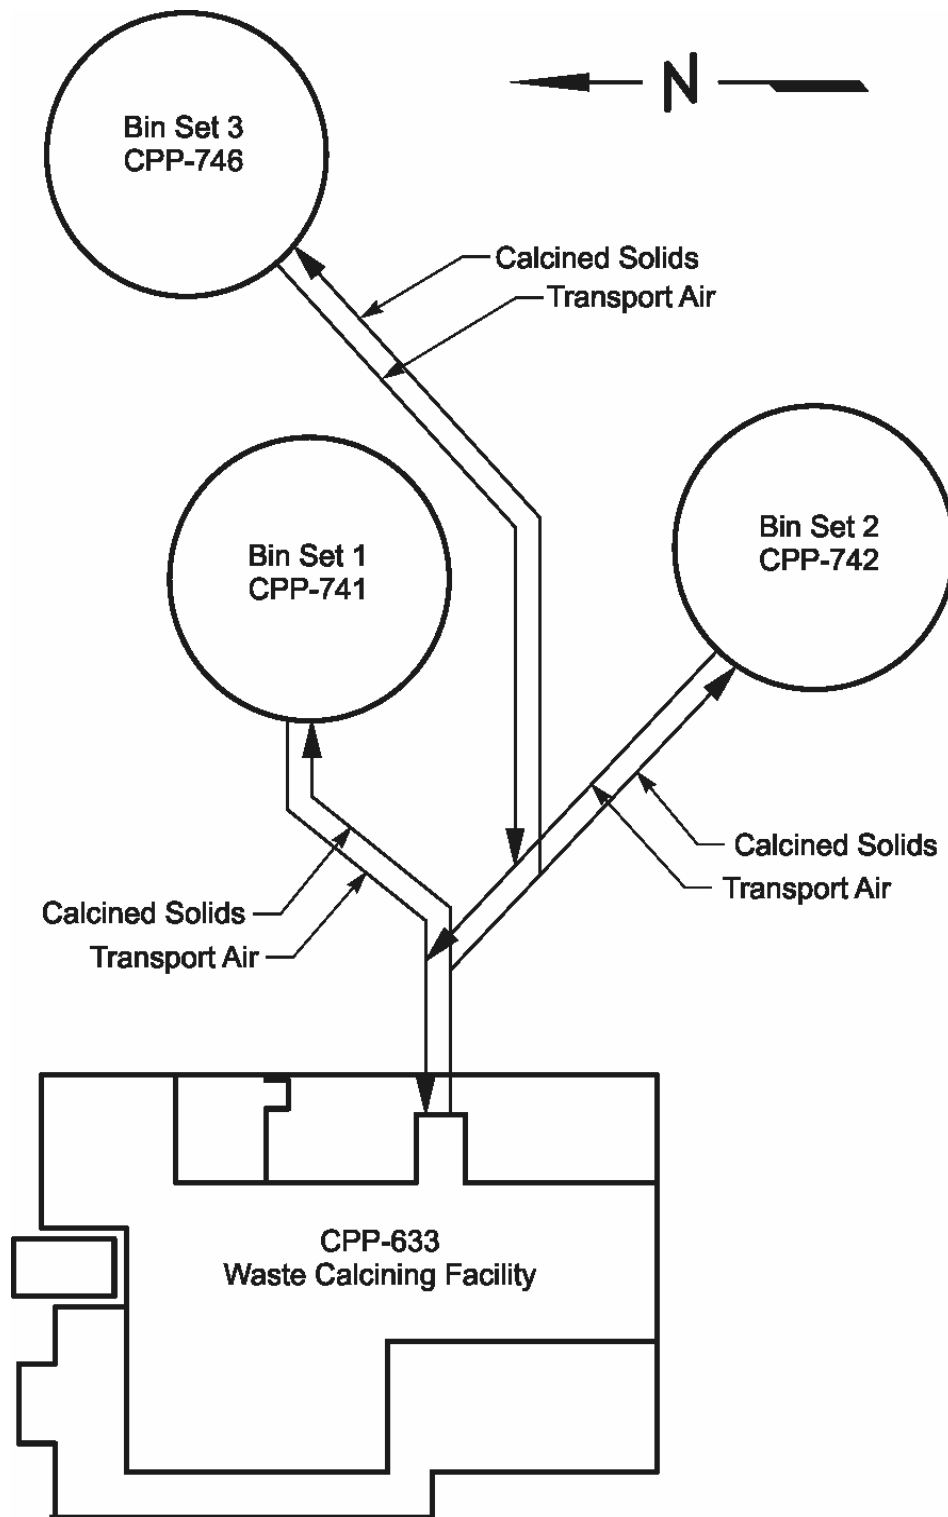 N
Bin Set 3
CPP-746
Calcined Solids
Transport Air
Bin Set 1
CPP-741
Bin Set 2
CPP-742
Calcined Solids
Transport Air
Calcined Solids
Transport Air
CPP-633
Waste Calcining Facility